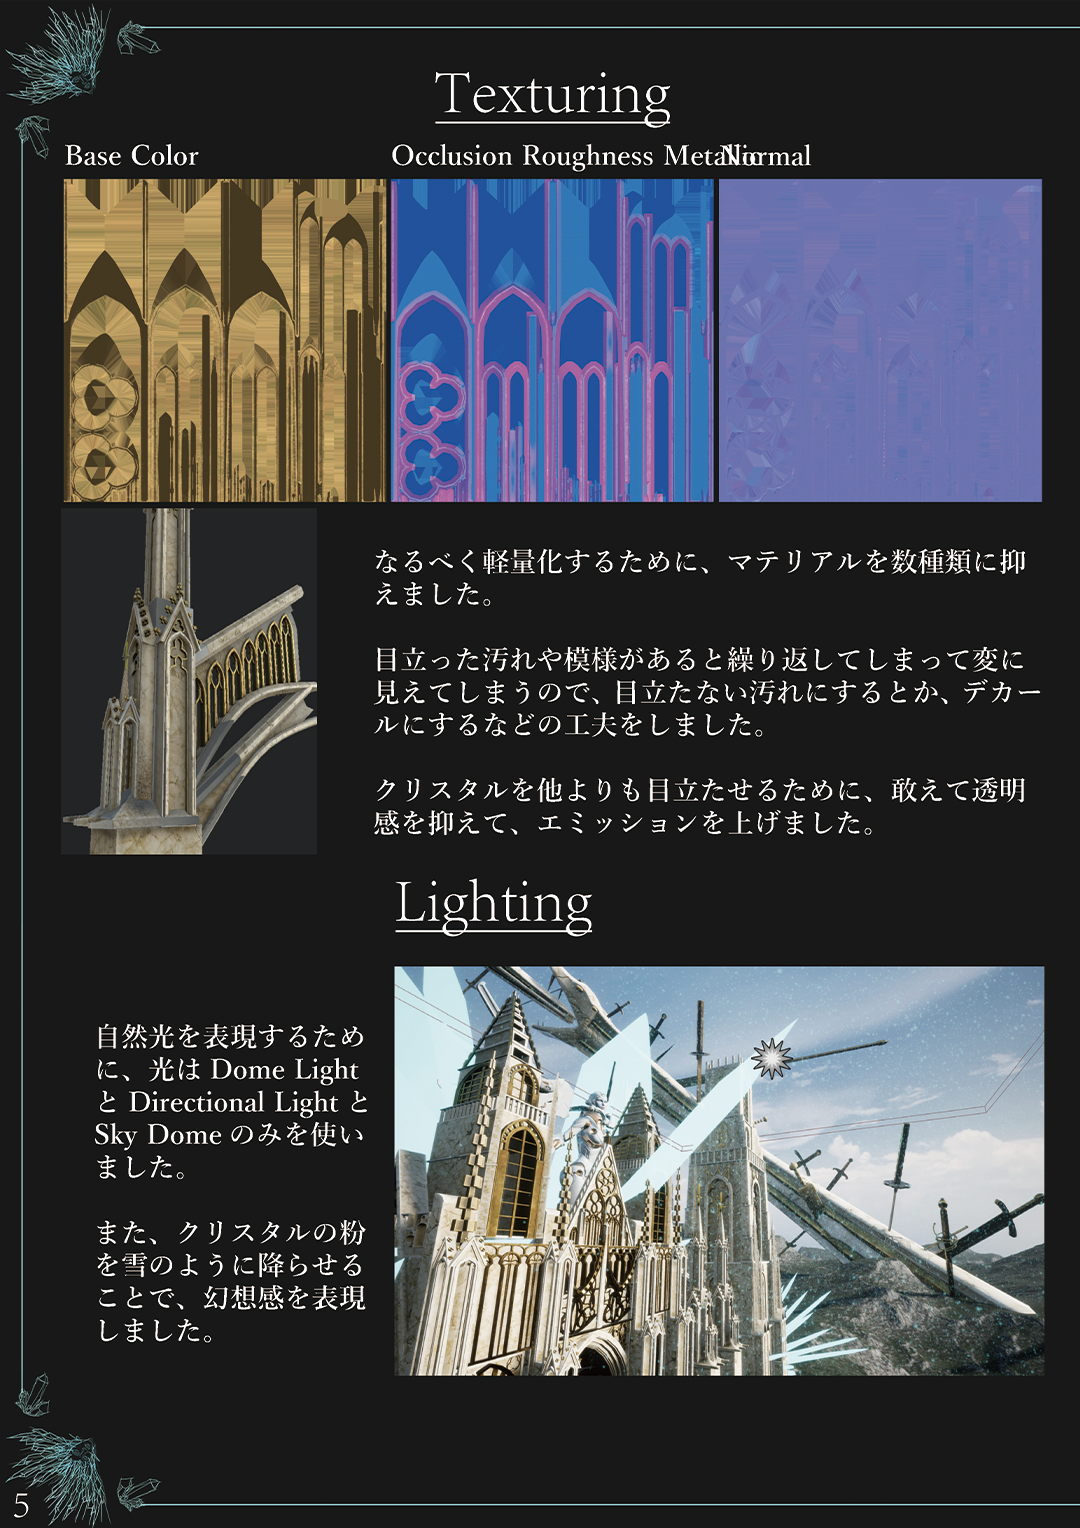 Texturing
Base Color
Occlusion Roughness Metallic
Normal
なるべく軽量化するために、マテリアルを数種類に抑
えました。
目立った汚れや模様があると繰り返してしまって変に
見えてしまうので、目立たない汚れにするとか、デカー
ルにするなどの工夫をしました。
クリスタルを他よりも目立たせるために、敢えて透明
感を抑えて、エミッションを上げました。
Lighting
自然光を表現するため
に、光は Dome Light
と Directional Light と
Sky Dome のみを使い
ました。
また、クリスタルの粉
を雪のように降らせる
ことで、幻想感を表現
しました。
5